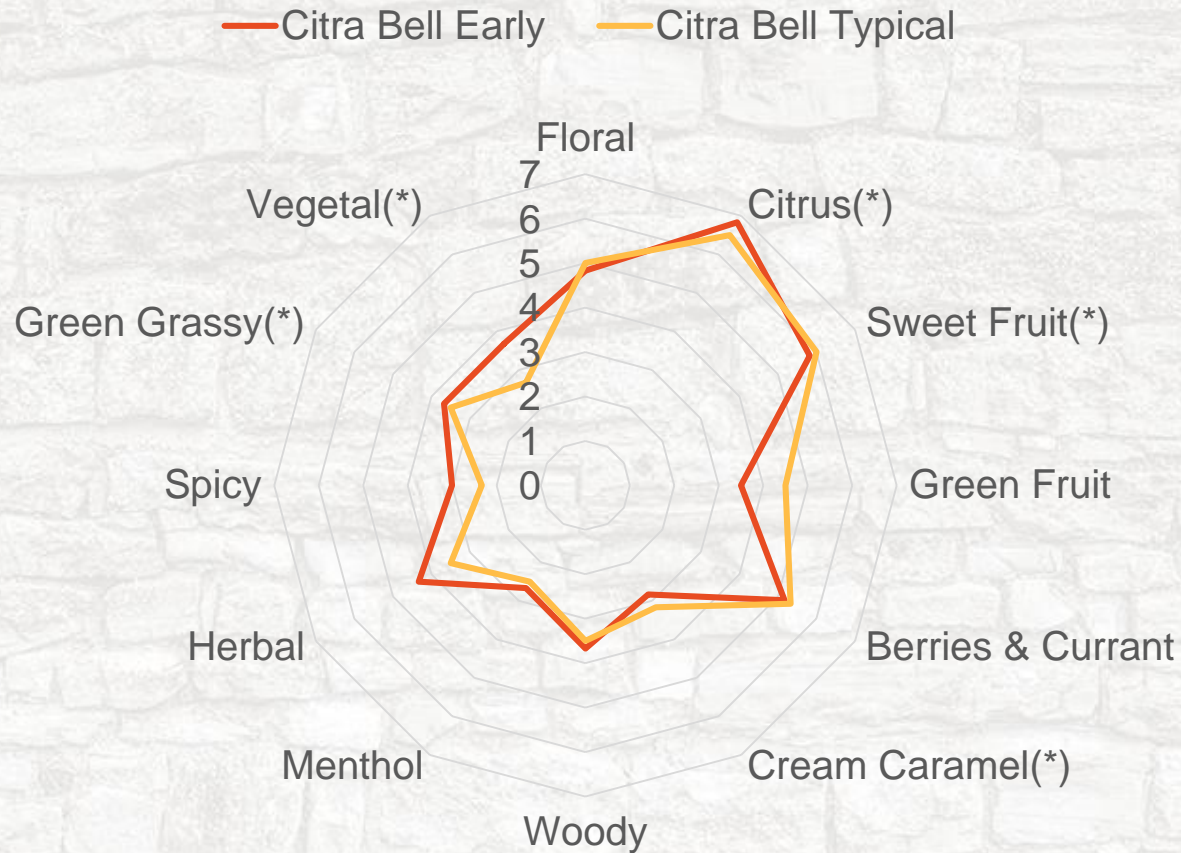 Citra Bell Early Citra Bell Typical
Floral
Citrus(*)
Sweet Fruit(*)
Green Fruit
Berries & Currant
Cream Caramel(*)
Woody
Menthol
Herbal
Spicy
Green Grassy(*)
Vegetal(*)
7
6
5
4
3
2
1
0